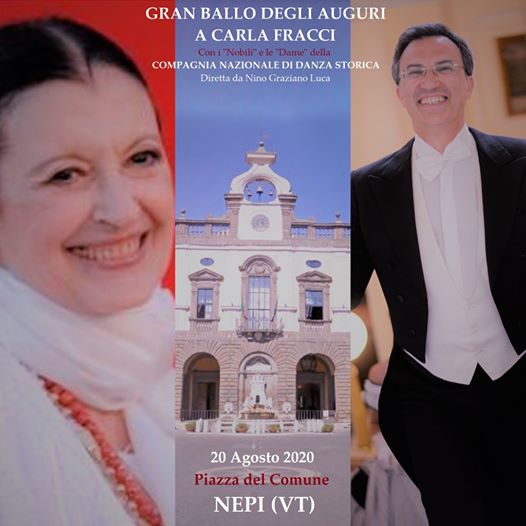 GRAN BALLO DEGLI AUGURI
A CARLA FRACCI
Con i "Nobili" e le "Dame" della
COMPAGNIA NAZIONALE DI DANZA STORICA
Diretta da Nino Graziano Luca
20 Agosto 2020
Piazza del Comune
NEPI (VT)